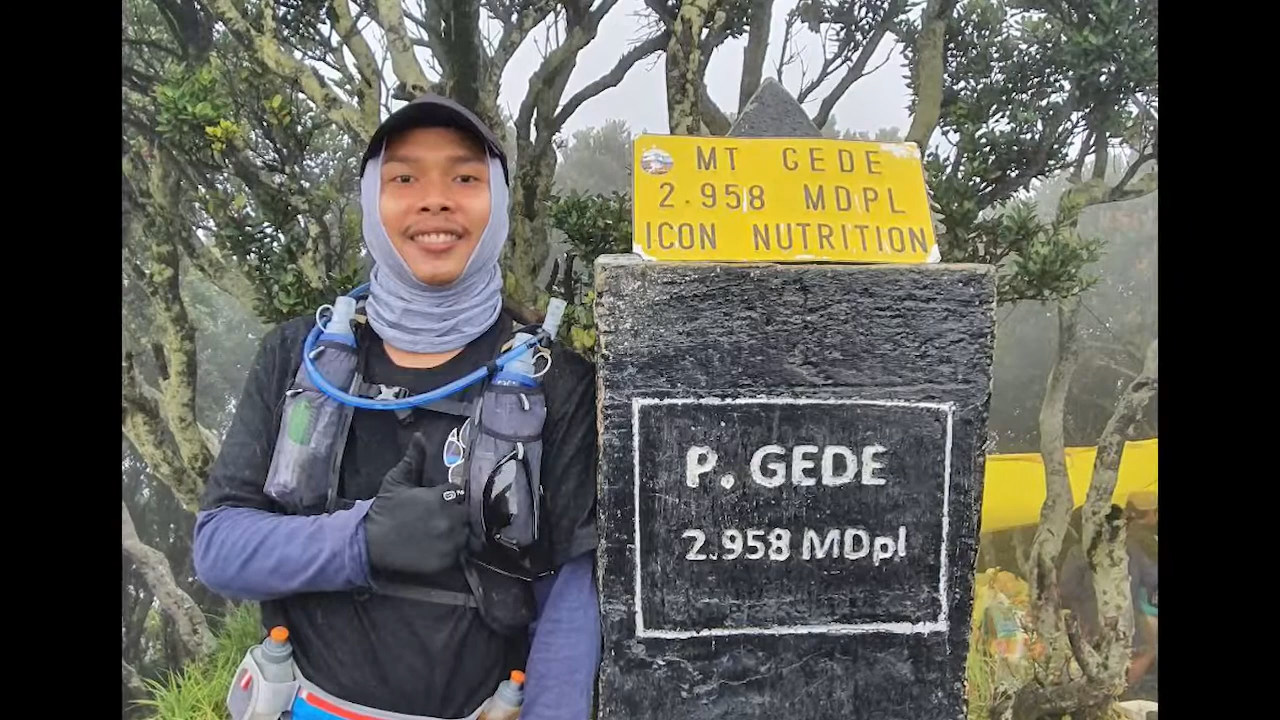 MT GEDE
2.958 MDPL
ICON NUTRITION
P. GEDE
2.958 MDpl